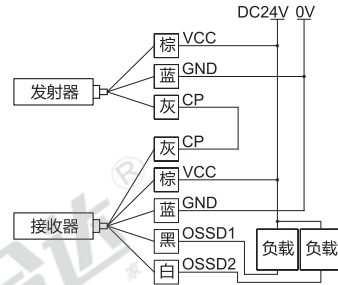 DC24V 0V
棕 VCC
蓝 GND
发射器
灰 CP
灰 CP
棕 VCC
蓝 GND
接收器
黑 OSSD1
负载 负载
白 OSSD2